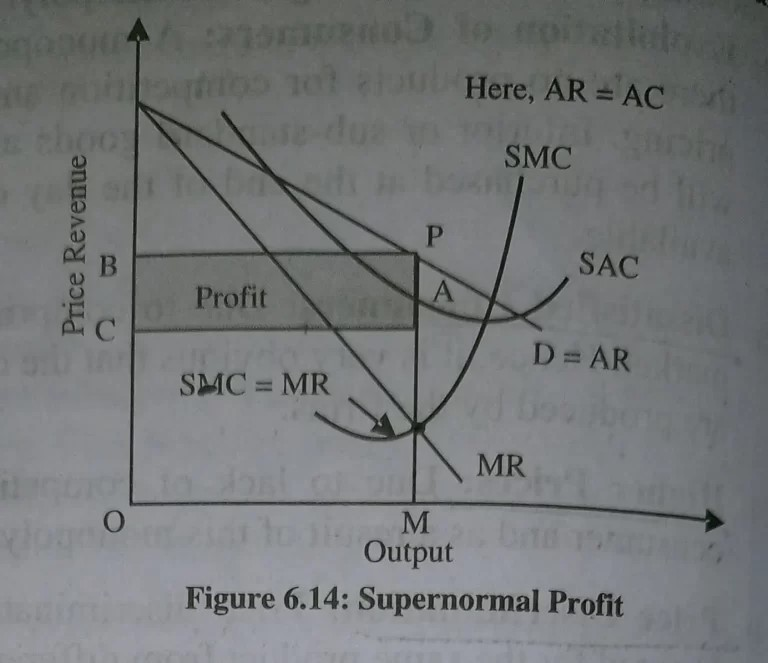 Here, AR = AC
SMC
Price Revenue
P
B
SAC
Profit
A
C
D = AR
SMC = MR
MR
O
M
Output
Figure 6.14: Supernormal Profit